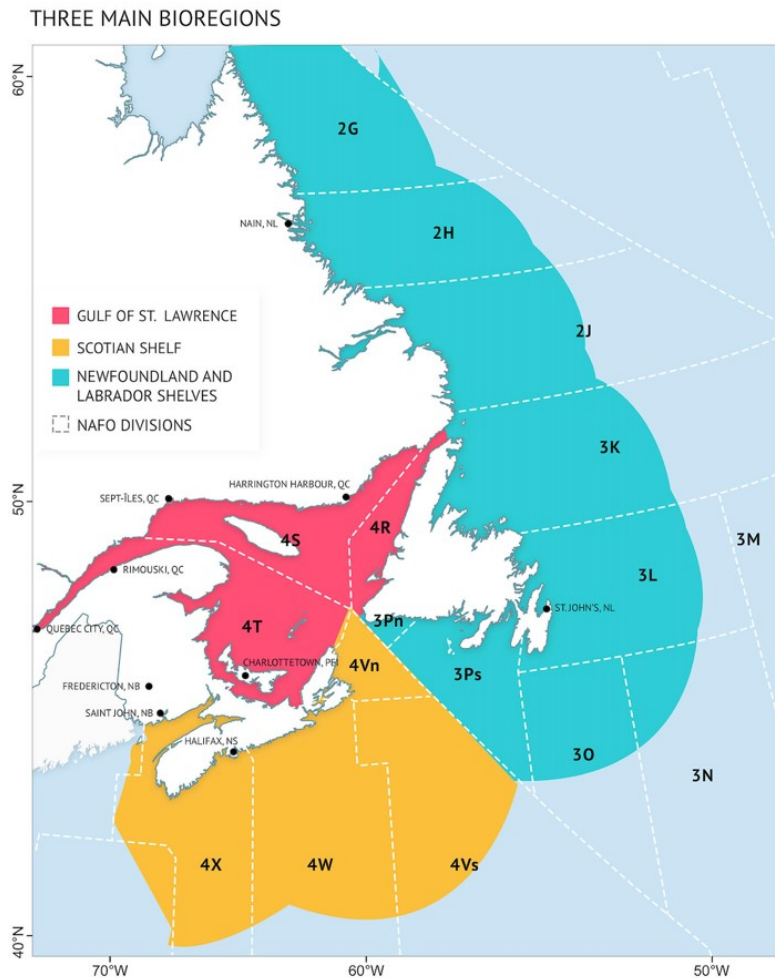 THREE MAIN BIOREGIONS
60°N
2G
NAIN, NL
2H
GULF OF ST. LAWRENCE
SCOTIAN SHELF
NEWFOUNDLAND AND
LABRADOR SHELVES
NAFO DIVISIONS
2J
3K
HARRINGTON HARBOUR, QC
SEPT-ÎLES, QC
50°N
4S
4R
3M
RIMOUSKI, QC
3L
ST. JOHN'S, NL
QUEBEC CITY, QC
4T
3Pn
CHARLOTTETOWN, PEI
4Vn
3Ps
FREDERICTON, NB
SAINT JOHN, NB
HALIFAX, NS
3O
3N
4X
4W
4Vs
40°N
70°W
60°W
50°W